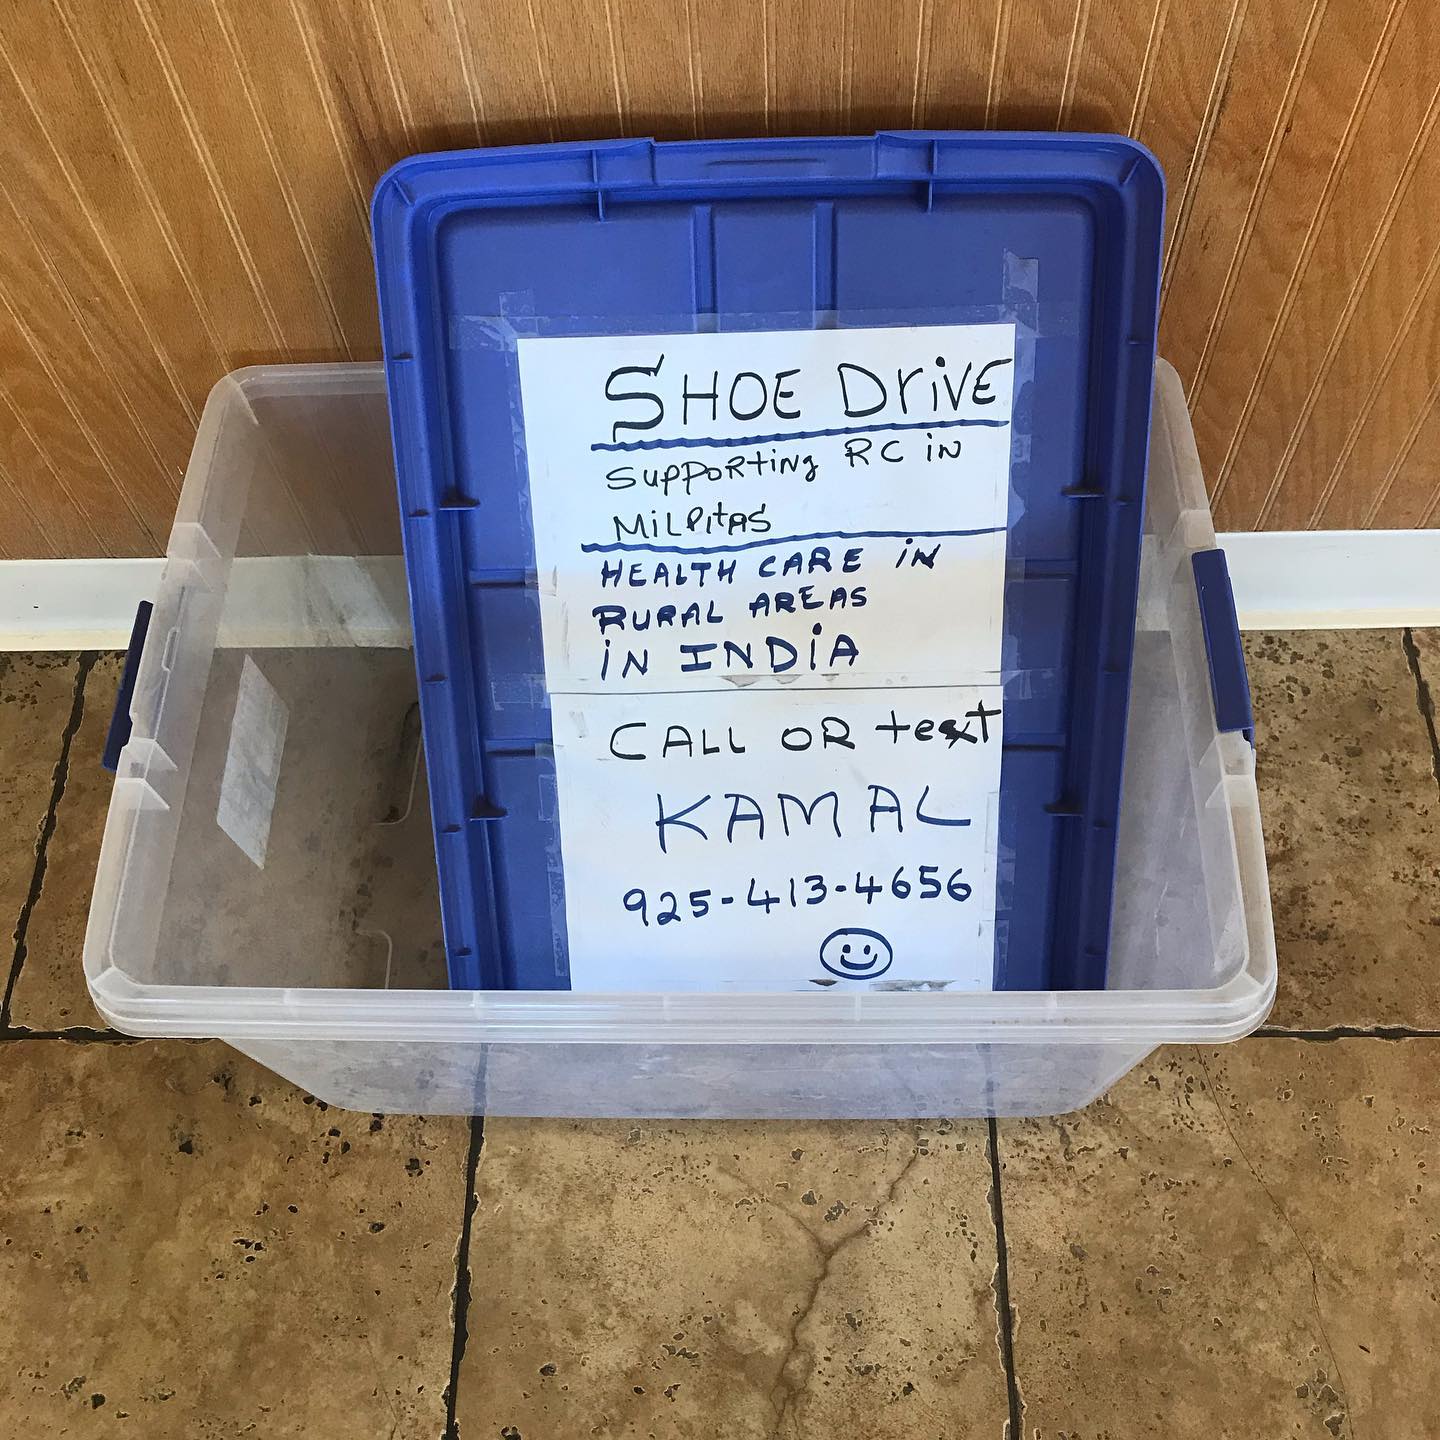 SHOE DriVE
Supporting RC in
MiLPitAS
HEALTH CARE iN
RURAL AREAS
iN INDiA
CALL OR text
KAMAL
925-413-4656